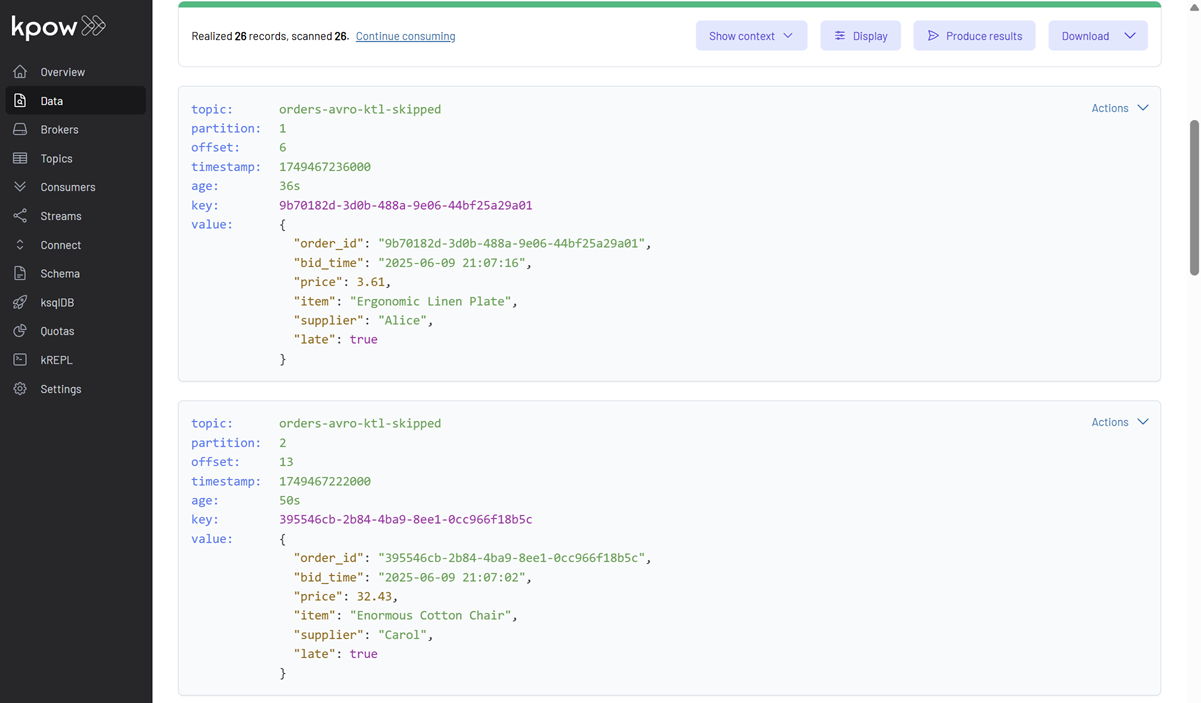 kpow
Overview
Data
Brokers
Topics
Consumers
Streams
Connect
Schema
ksqlDB
Quotas
kREPL
Settings
Realized 26 records, scanned 26. Continue consuming
Show context
Display
Produce results
Download
Actions
topic: orders-avro-ktl-skipped
partition: 1
offset: 6
timestamp: 1749467236000
age: 36s
key: 9b70182d-3d0b-488a-9e06-44bf25a29a01
value: {
"order_id": "9b70182d-3d0b-488a-9e06-44bf25a29a01",
"bid_time": "2025-06-09 21:07:16",
"price": 3.61,
"item": "Ergonomic Linen Plate",
"supplier": "Alice",
"late": true
}
Actions
topic: orders-avro-ktl-skipped
partition: 2
offset: 13
timestamp: 1749467222000
age: 50s
key: 395546cb-2b84-4ba9-8ee1-0cc966f18b5c
value: {
"order_id": "395546cb-2b84-4ba9-8ee1-0cc966f18b5c",
"bid_time": "2025-06-09 21:07:02",
"price": 32.43,
"item": "Enormous Cotton Chair",
"supplier": "Carol",
"late": true
}